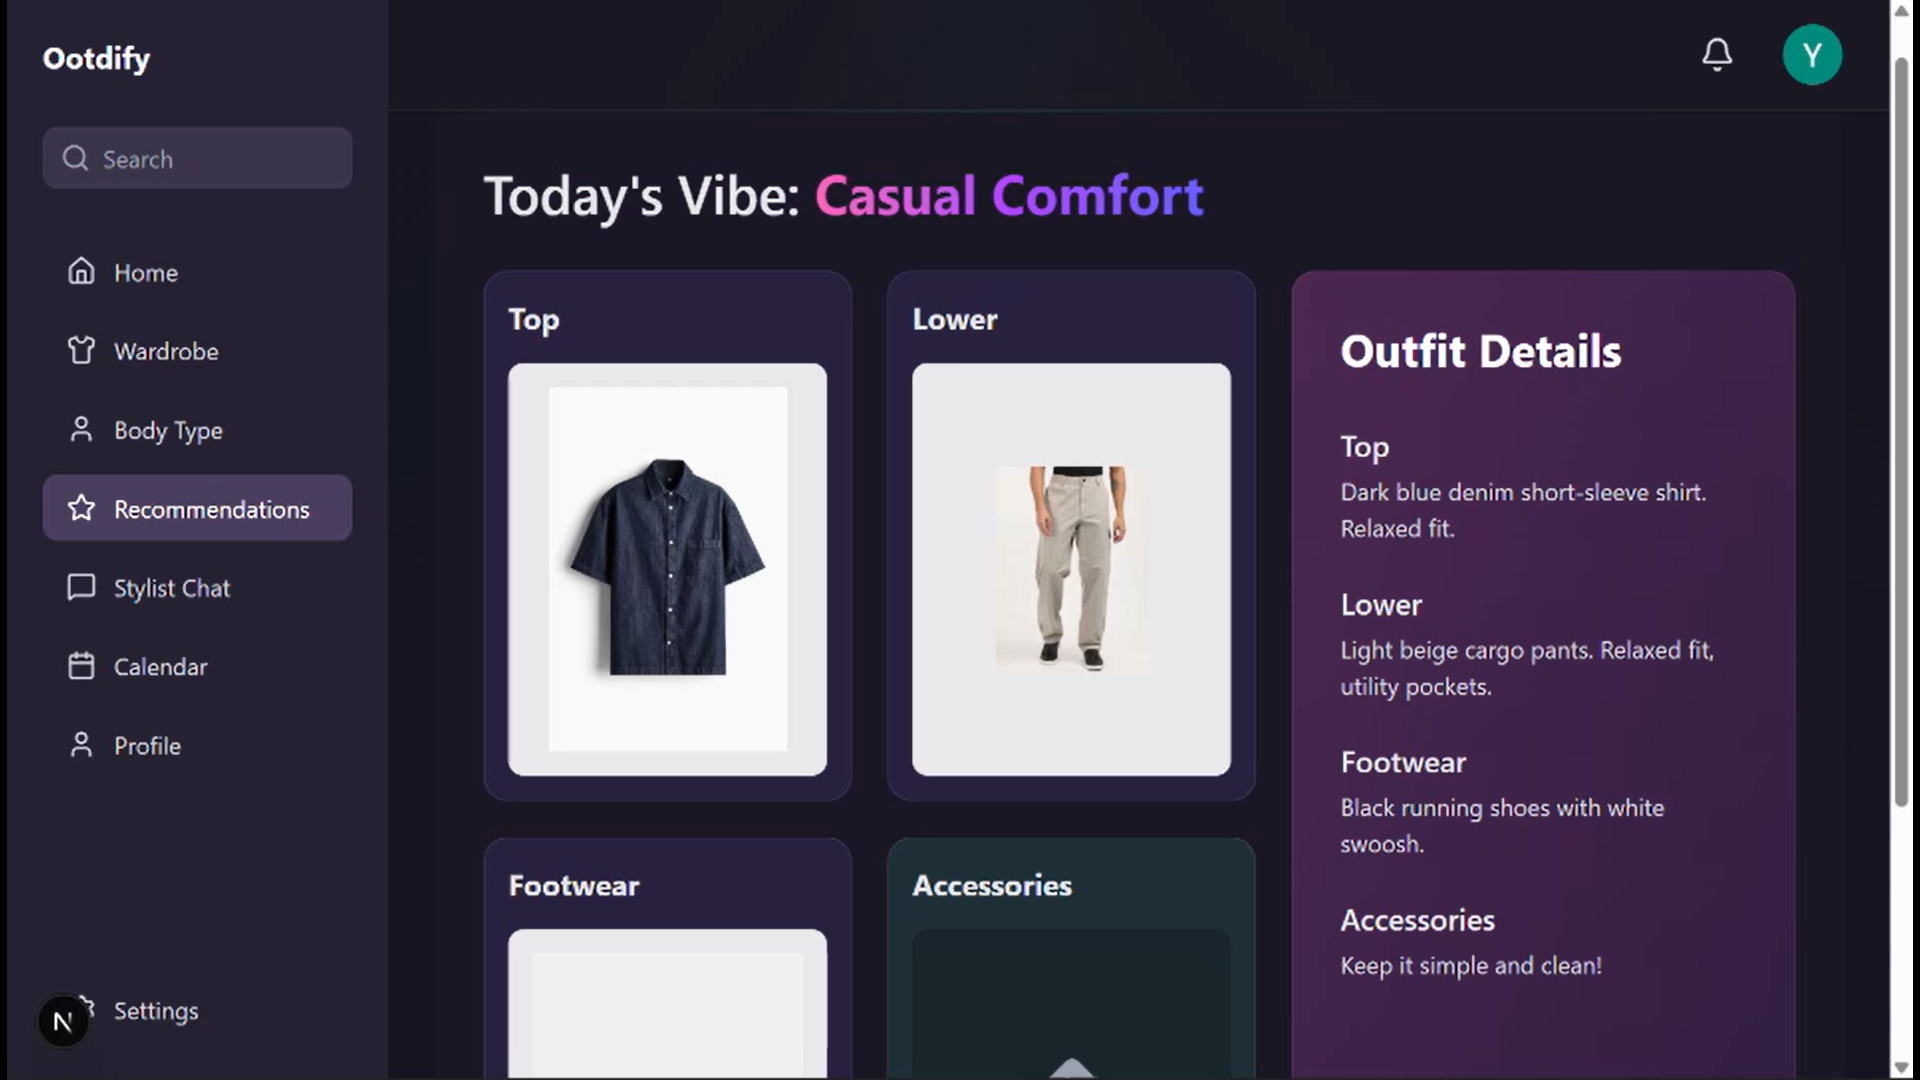 Ootdify
Search
Home
Wardrobe
Body Type
Recommendations
Stylist Chat
Calendar
Profile
Settings
N
Y
Today's Vibe: Casual Comfort
Top
Lower
Footwear
Accessories
Outfit Details
Top
Dark blue denim short-sleeve shirt.
Relaxed fit.
Lower
Light beige cargo pants. Relaxed fit,
utility pockets.
Footwear
Black running shoes with white
swoosh.
Accessories
Keep it simple and clean!